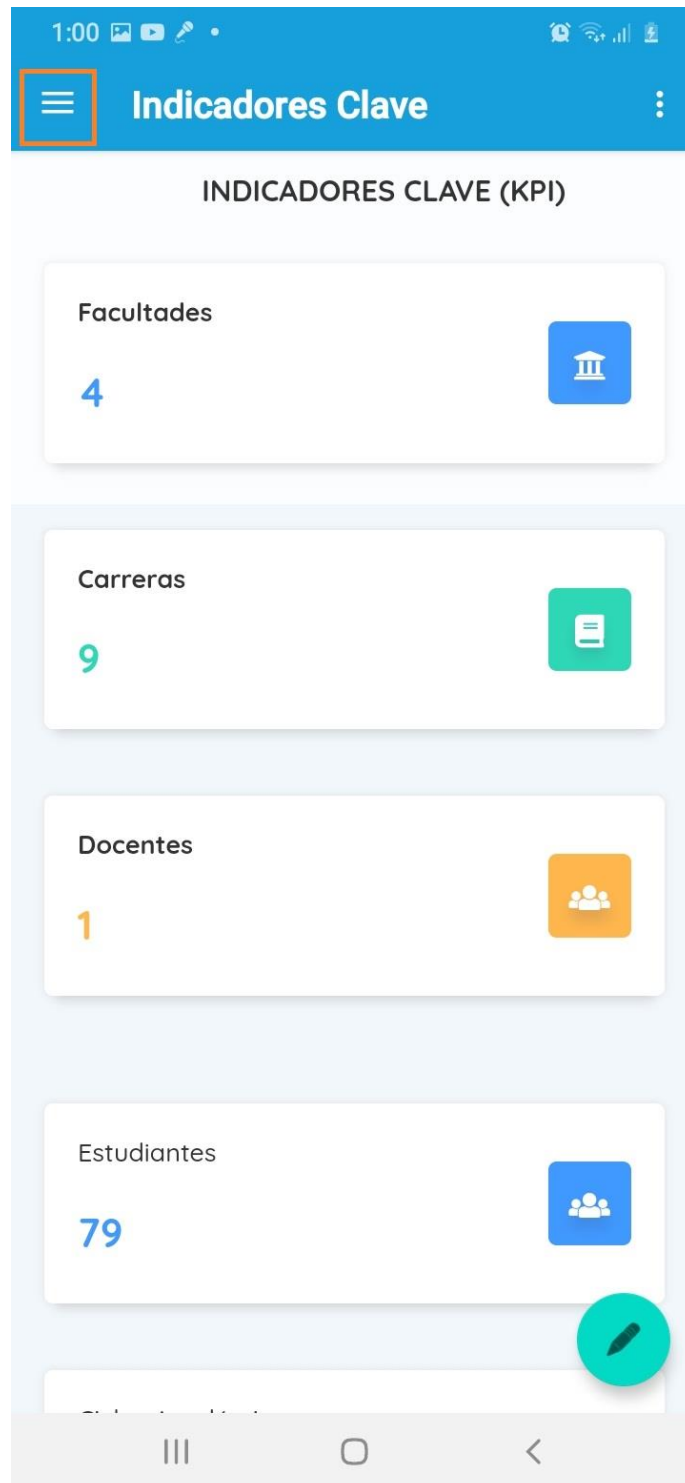 1:00
Indicadores Clave
INDICADORES CLAVE (KPI)
Facultades
4
Carreras
9
Docentes
1
Estudiantes
79